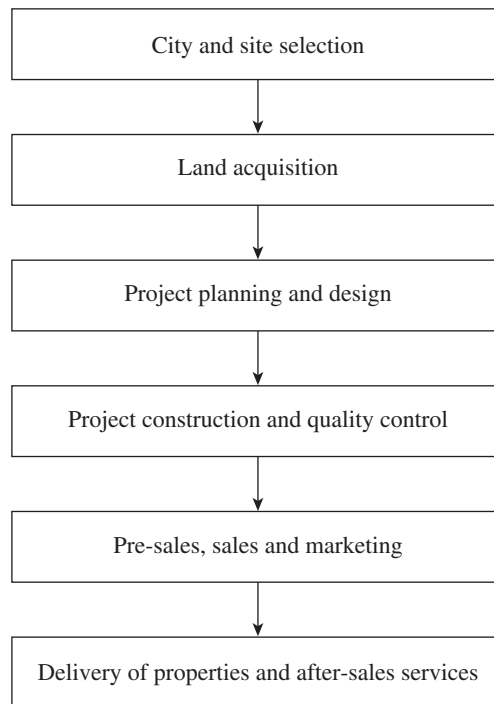 City and site selection
Land acquisition
Project planning and design
Project construction and quality control
Pre-sales, sales and marketing
Delivery of properties and after-sales services